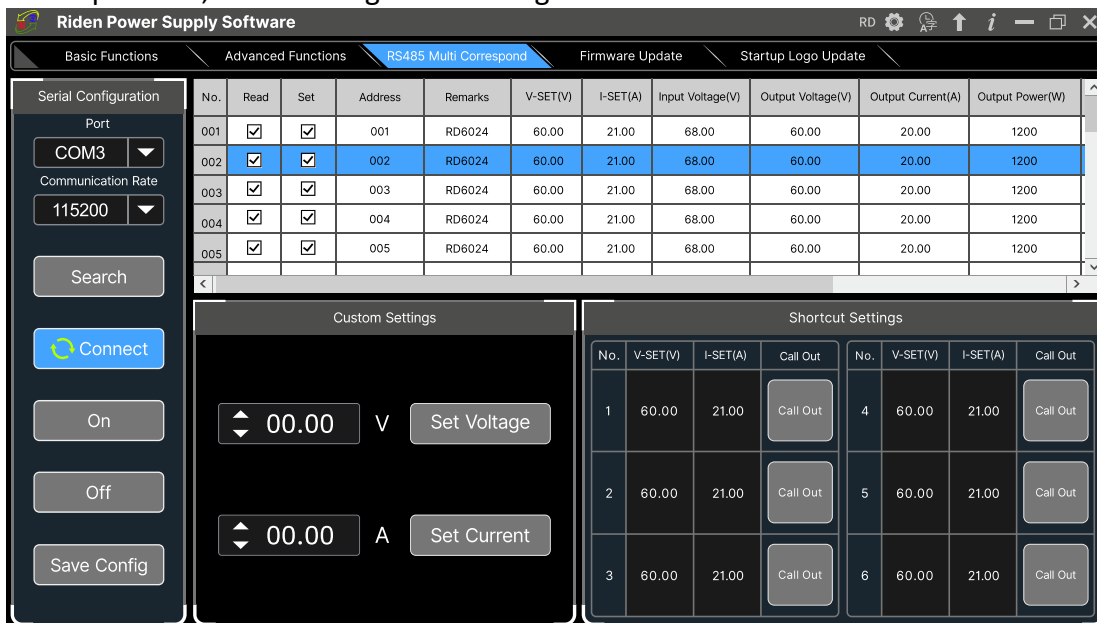 Riden Power Supply Software RD
Basic Functions Advanced Functions RS485 Multi Correspond Firmware Update Startup Logo Update
Serial Configuration
Port
COM3
Communication Rate
115200
Search
Connect
On
Off
Save Config
No. Read Set Address Remarks V-SET(V) I-SET(A) Input Voltage(V) Output Voltage(V) Output Current(A) Output Power(W)
001 001 RD6024 60.00 21.00 68.00 60.00 20.00 1200
002 002 RD6024 60.00 21.00 68.00 60.00 20.00 1200
003 003 RD6024 60.00 21.00 68.00 60.00 20.00 1200
004 004 RD6024 60.00 21.00 68.00 60.00 20.00 1200
005 005 RD6024 60.00 21.00 68.00 60.00 20.00 1200
Custom Settings
00.00 V Set Voltage
00.00 A Set Current
Shortcut Settings
No. V-SET(V) I-SET(A) Call Out No. V-SET(V) I-SET(A) Call Out
1 60.00 21.00 Call Out 4 60.00 21.00 Call Out
2 60.00 21.00 Call Out 5 60.00 21.00 Call Out
3 60.00 21.00 Call Out 6 60.00 21.00 Call Out